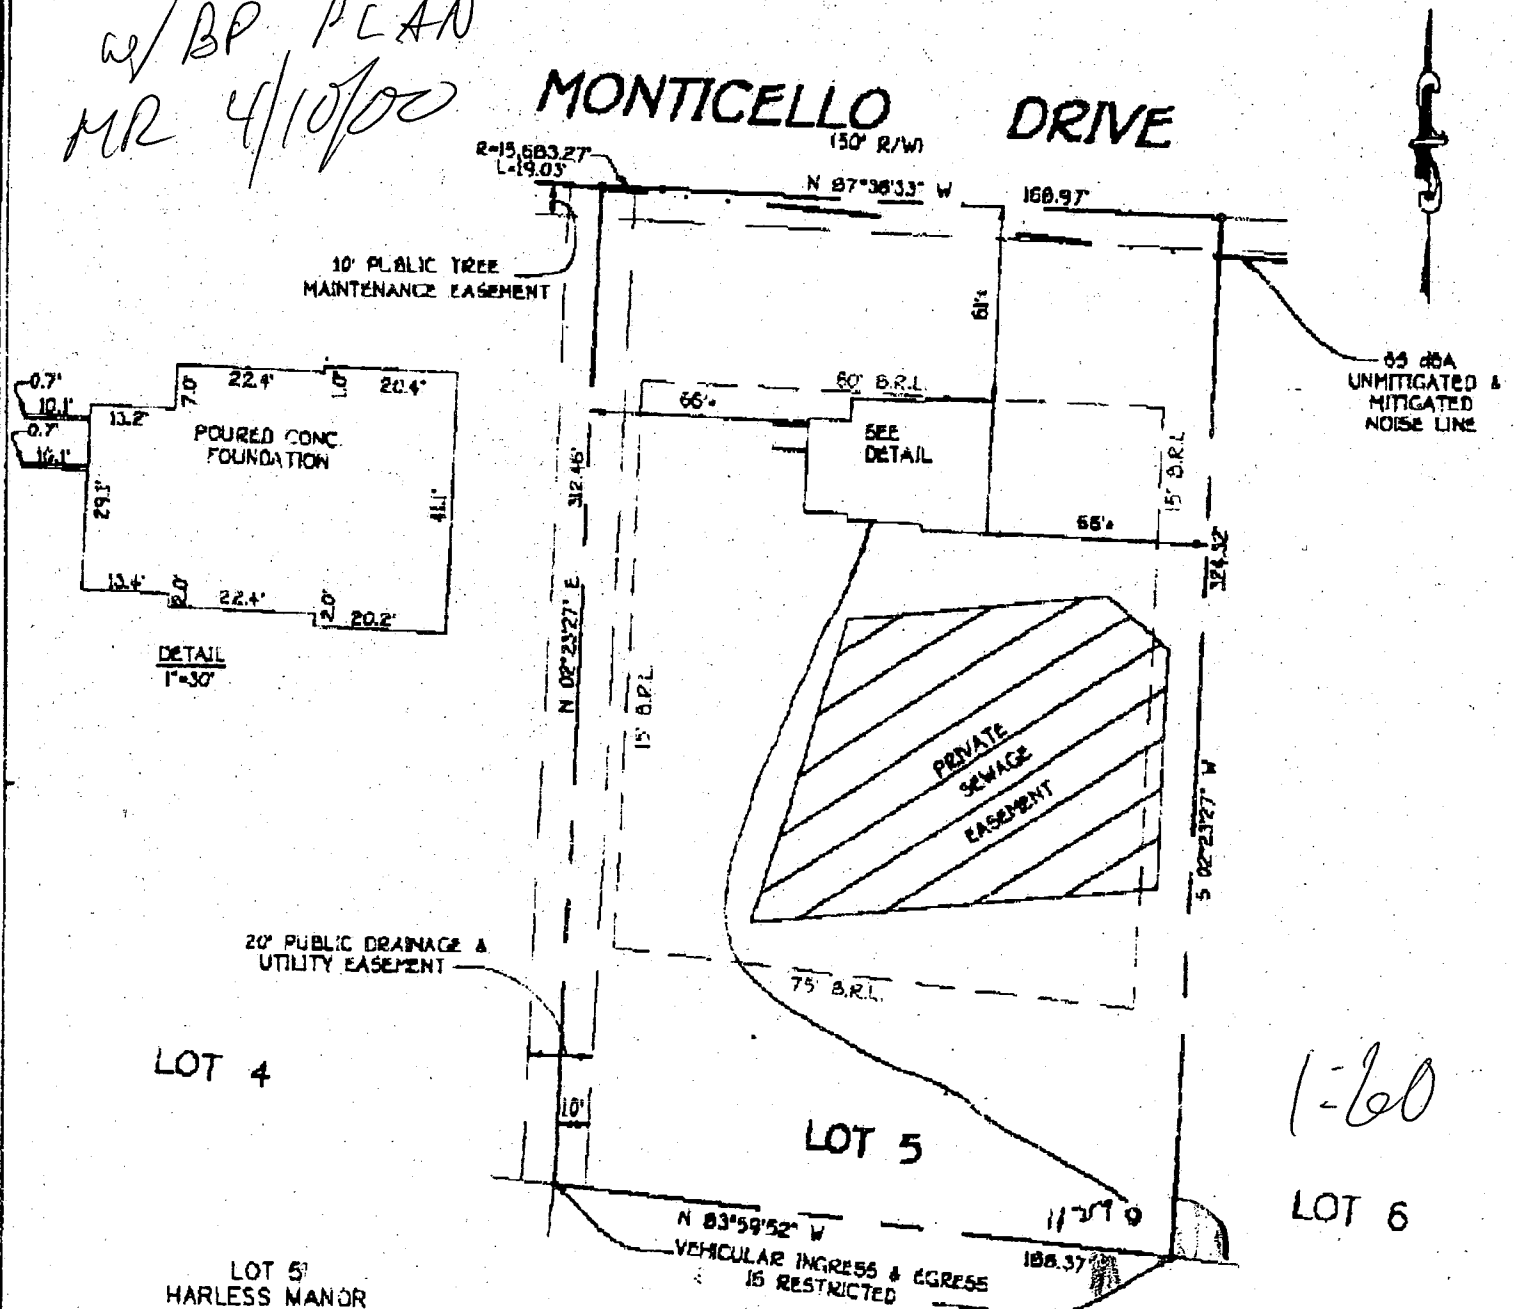 w/ BP PLAN
MR 4/10/00
MONTICELLO DRIVE
(50' R/W)
R=15,683.27'
L=19.03'
N 87°38'33" W
168.97'
10' PUBLIC TREE
MAINTENANCE EASEMENT
61'±
65 dBA
UNMITIGATED &
MITIGATED
NOISE LINE
0.7'
10.1'
0.7'
10.1'
13.2'
7.0'
22.4'
1.0'
20.4'
POURED CONC.
FOUNDATION
29.1'
41.1'
13.4'
2.0'
22.4'
2.0'
20.2'
DETAIL
1"=30'
60' B.R.L.
66'±
SEE
DETAIL
15' B.R.L.
312.46'
66'±
324.32'
N 02°23'27" E
15' B.R.L.
PRIVATE
SEWAGE
EASEMENT
S 02°23'27" W
20' PUBLIC DRAINAGE &
UTILITY EASEMENT
75' B.R.L.
LOT 4
10'
1=60
LOT 5
LOT 6
N 83°59'52" W
188.37'
VEHICULAR INGRESS & EGRESS
IS RESTRICTED
LOT 5
HARLESS MANOR